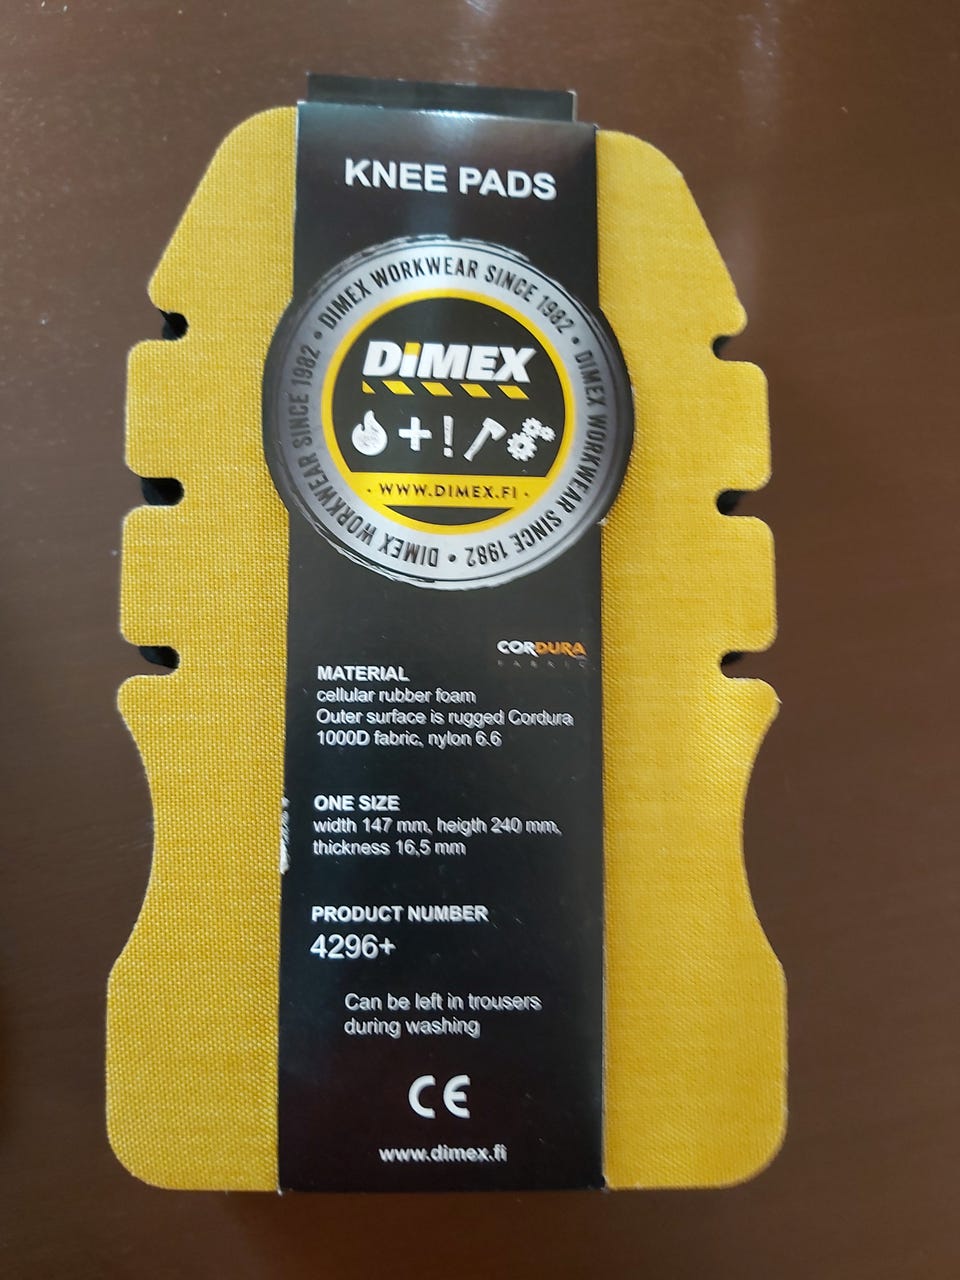 KNEE PADS
DIMEX WORKWEAR SINCE 1982 • DIMEX WORKWEAR SINCE 1982 • DIMEX WORKWEAR SINCE 1982 •
DiMEX
+!
· WWW.DIMEX.FI ·
CORDURA
FABRIC
MATERIAL
cellular rubber foam
Outer surface is rugged Cordura
1000D fabric, nylon 6.6
ONE SIZE
width 147 mm, heigth 240 mm,
thickness 16,5 mm
PRODUCT NUMBER
4296+
Can be left in trousers
during washing
CE
www.dimex.fi